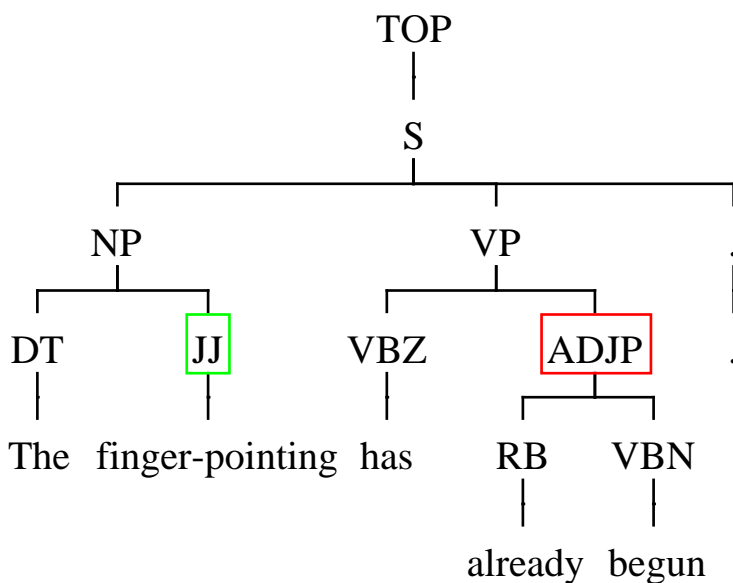 TOP
S
NP VP .
DT JJ VBZ ADJP .
The finger-pointing has RB VBN
already begun